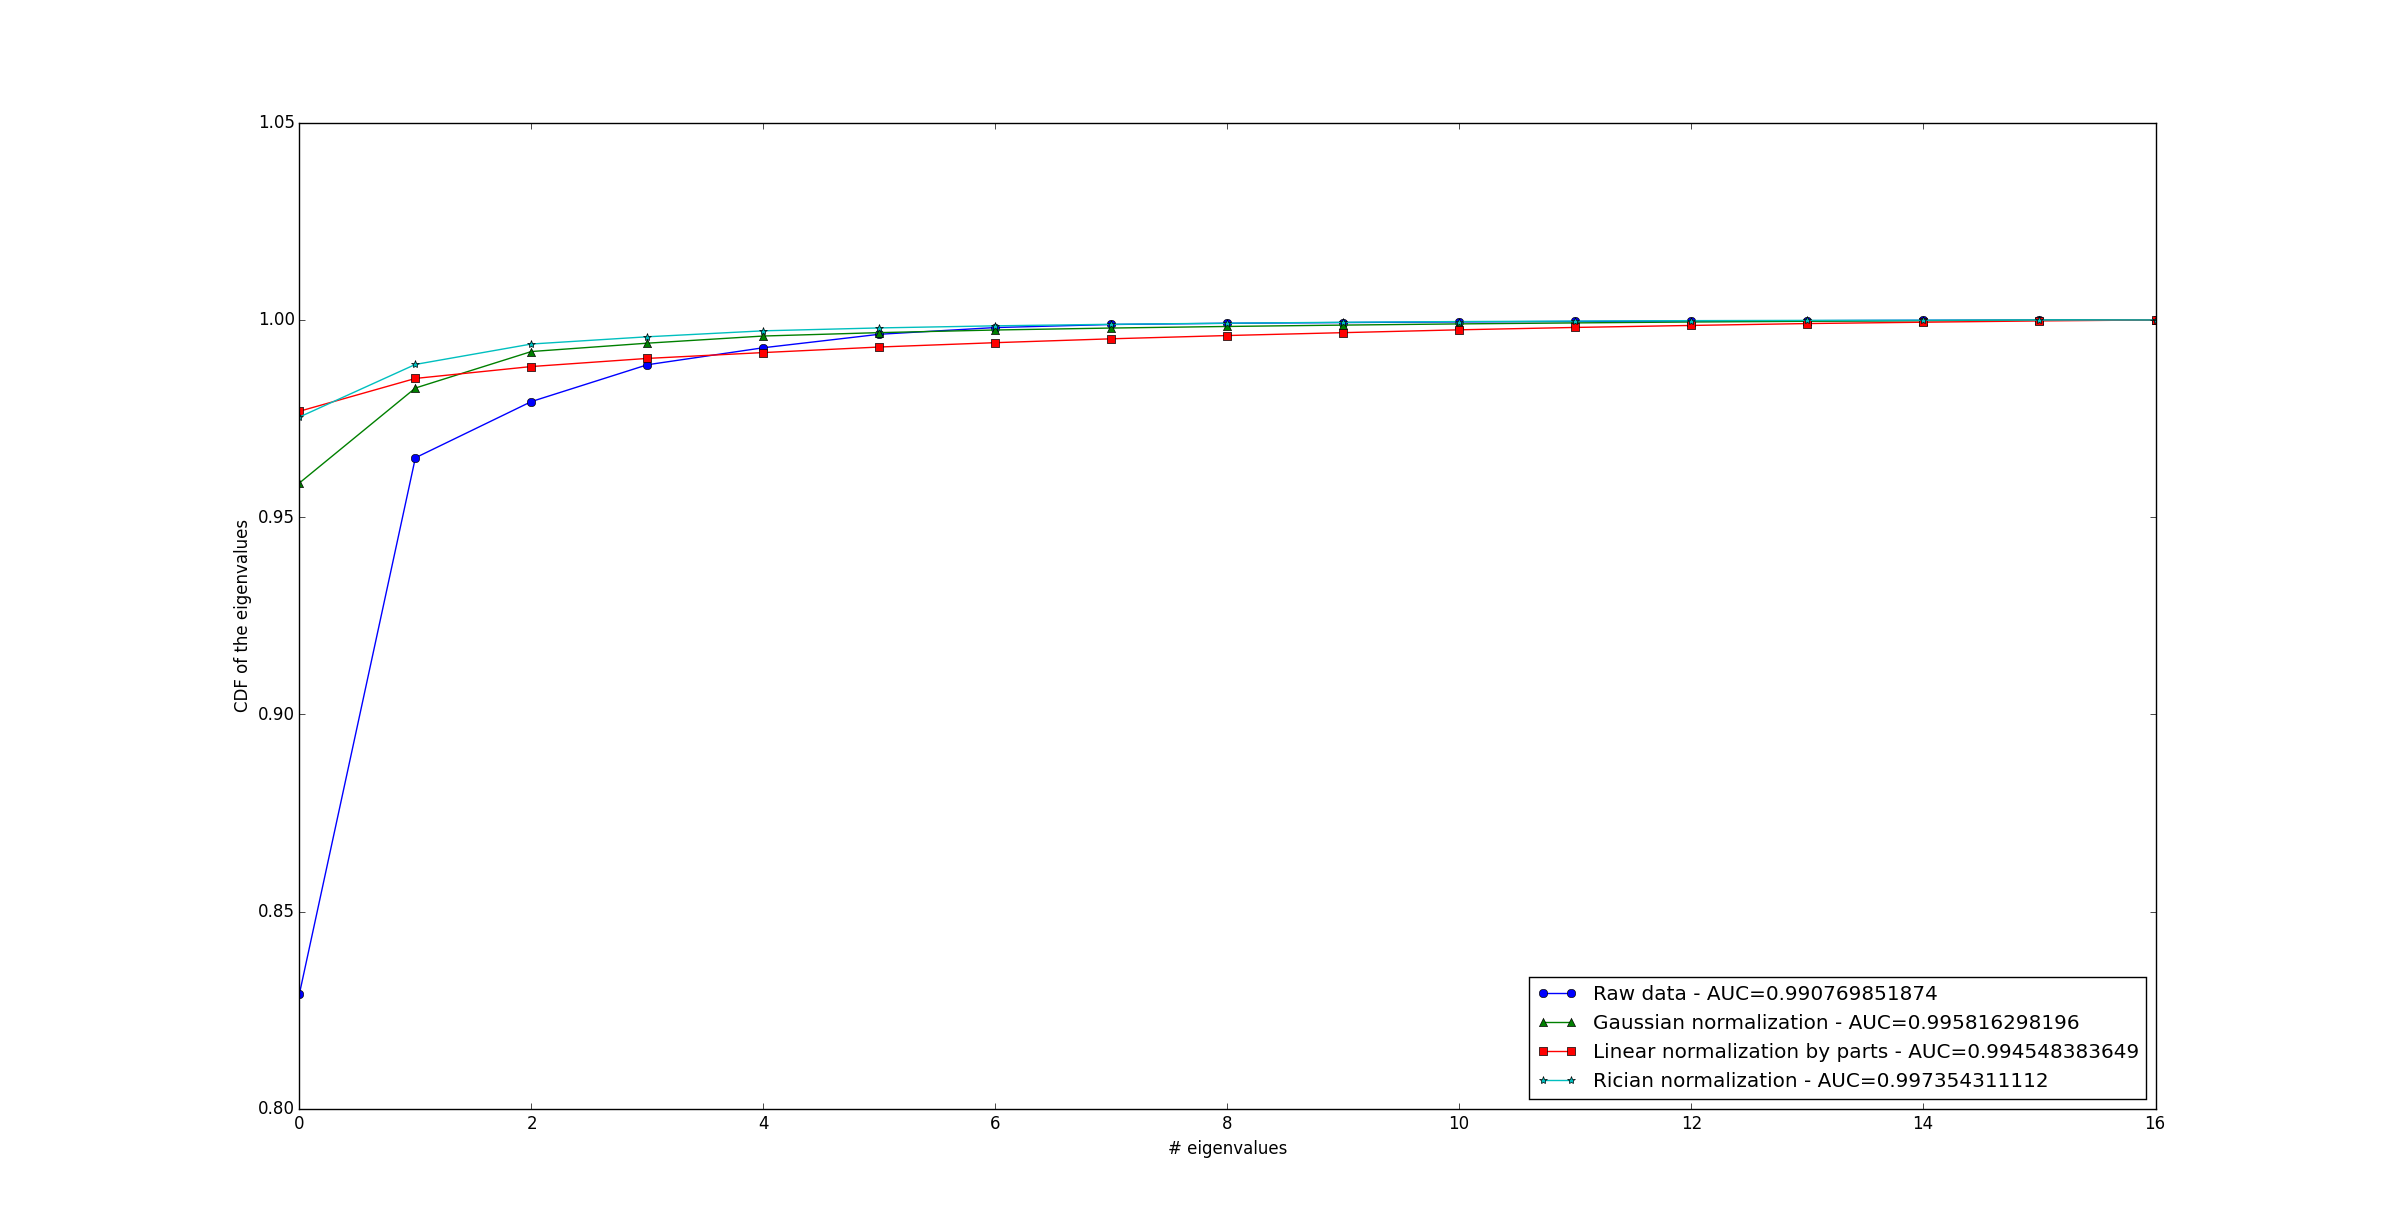 1.05
1.00
0.95
0.90
0.85
0.80
CDF of the eigenvalues
Raw data - AUC=0.990769851874
Gaussian normalization - AUC=0.995816298196
Linear normalization by parts - AUC=0.994548383649
Rician normalization - AUC=0.997354311112
0 2 4 6 8 10 12 14 16
# eigenvalues